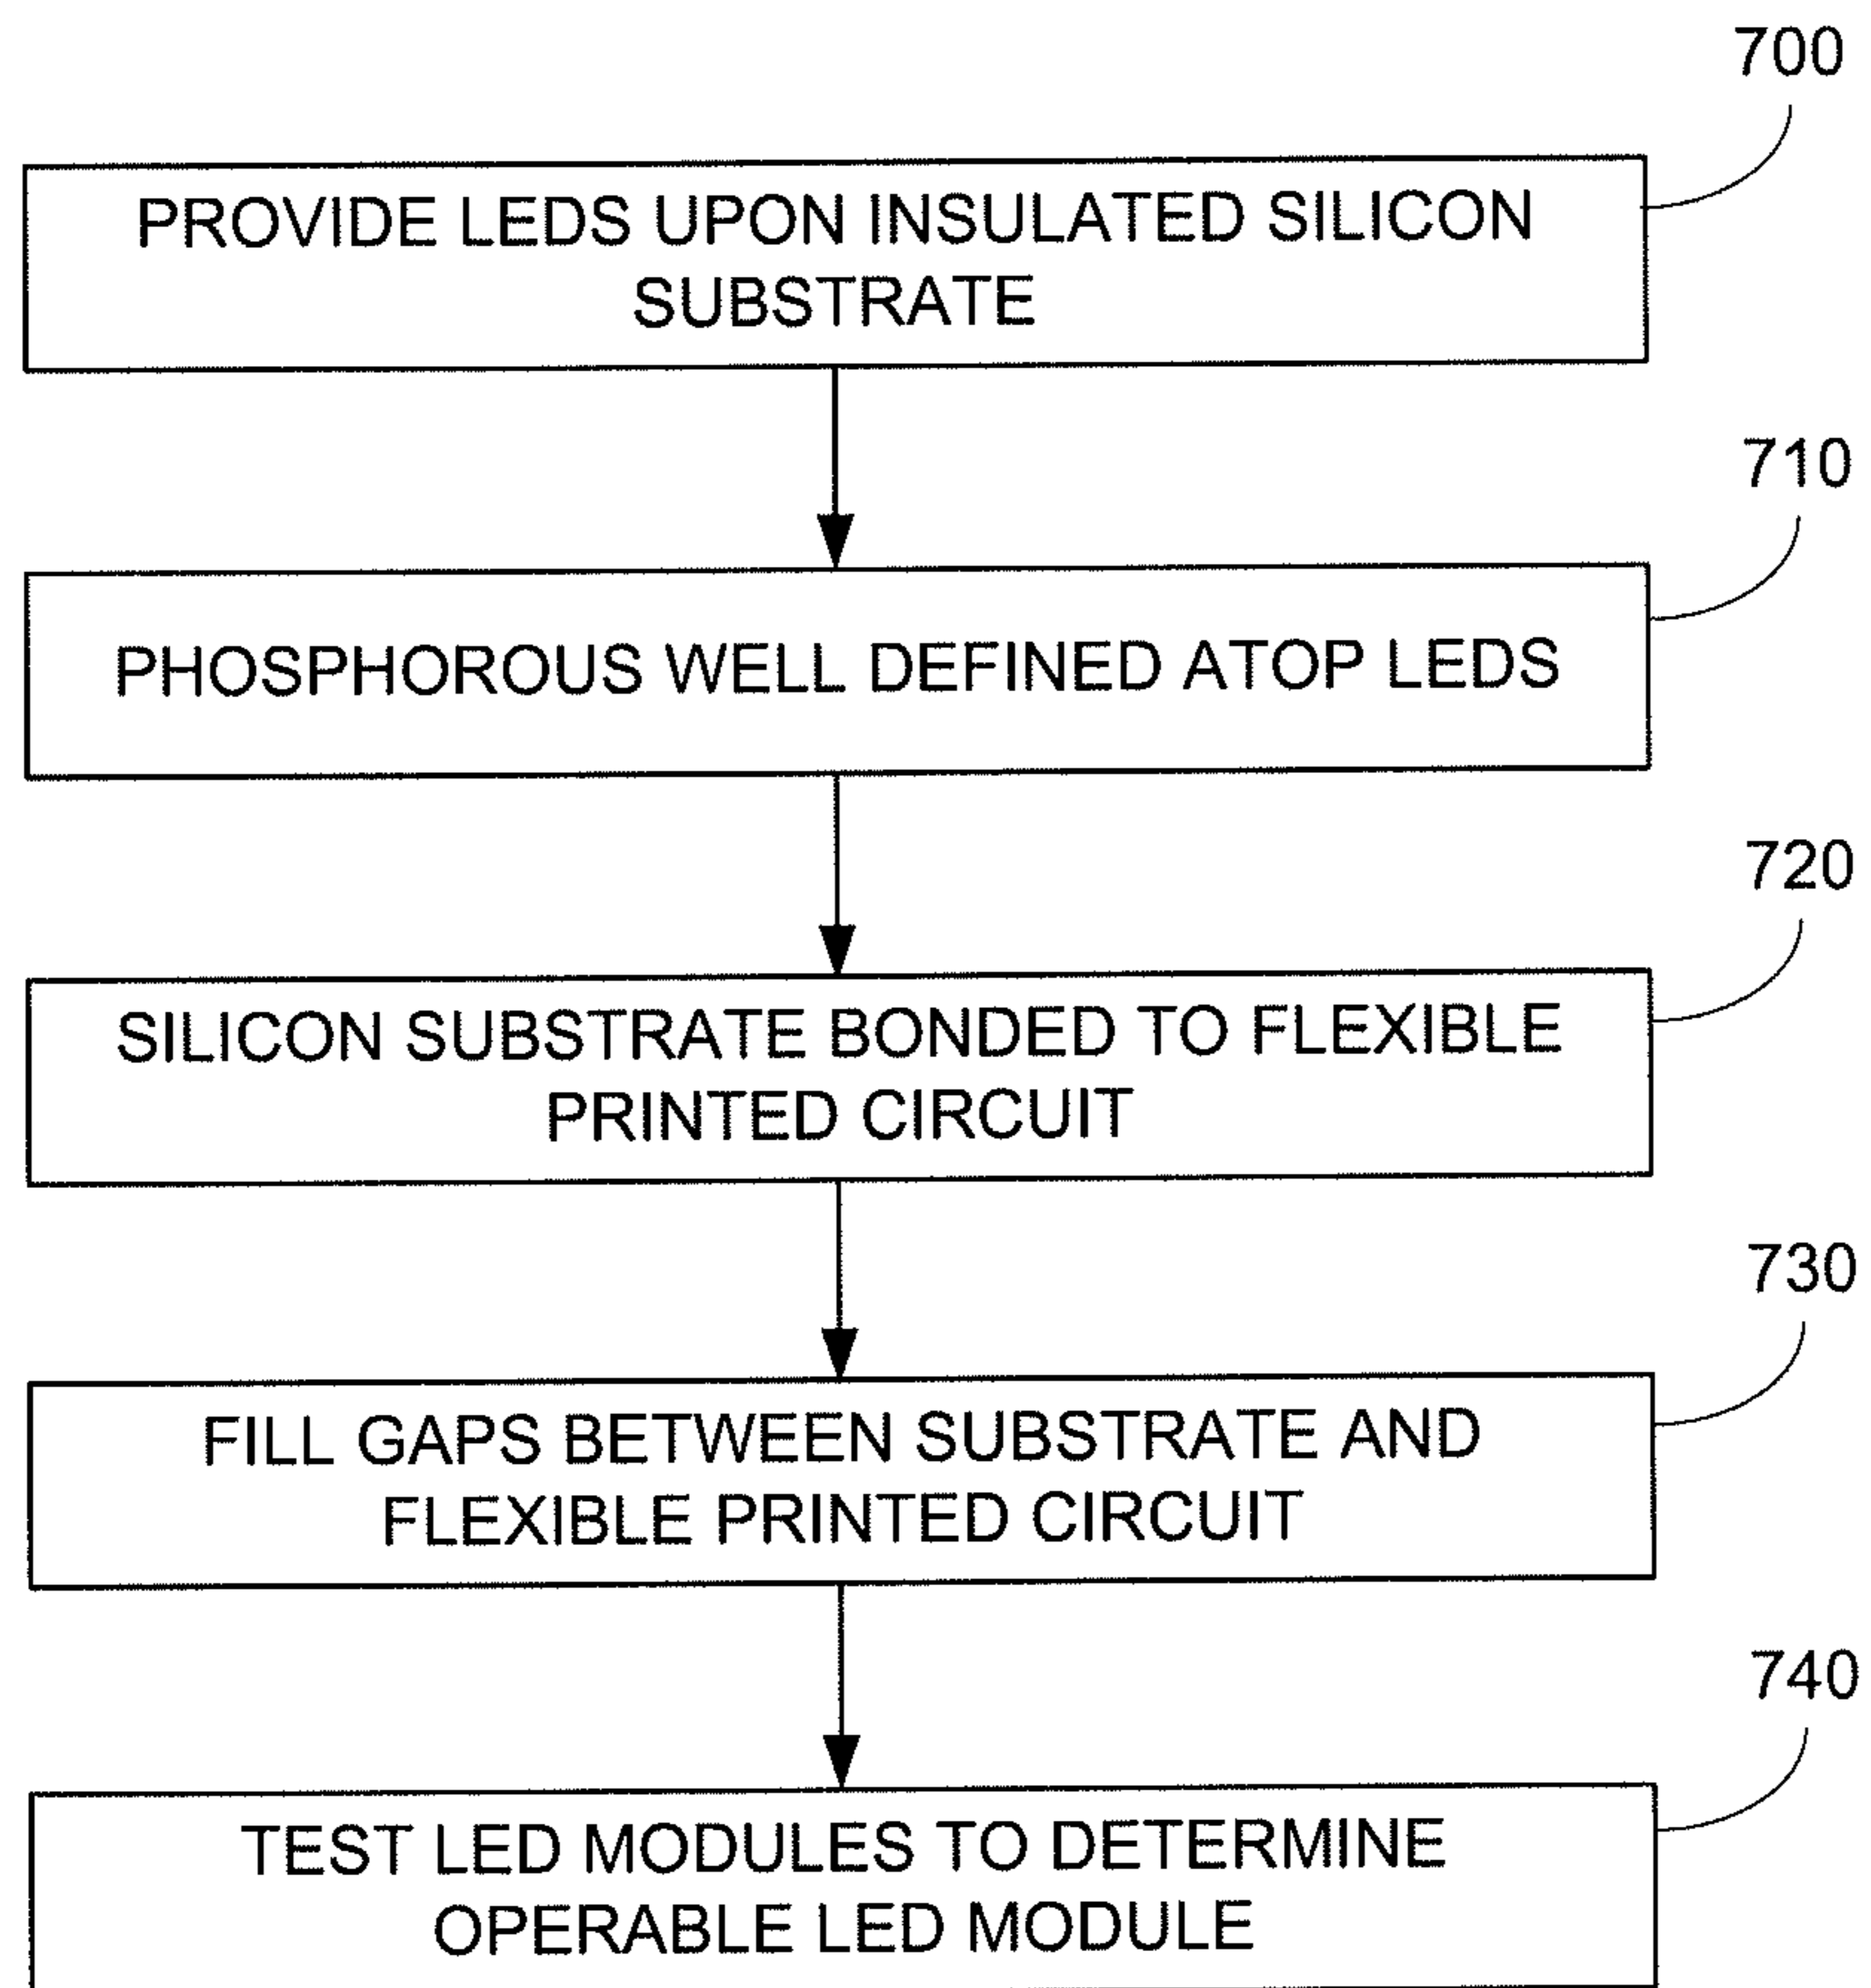 700
PROVIDE LEDS UPON INSULATED SILICON
SUBSTRATE
710
PHOSPHOROUS WELL DEFINED ATOP LEDS
720
SILICON SUBSTRATE BONDED TO FLEXIBLE
PRINTED CIRCUIT
730
FILL GAPS BETWEEN SUBSTRATE AND
FLEXIBLE PRINTED CIRCUIT
740
TEST LED MODULES TO DETERMINE
OPERABLE LED MODULE